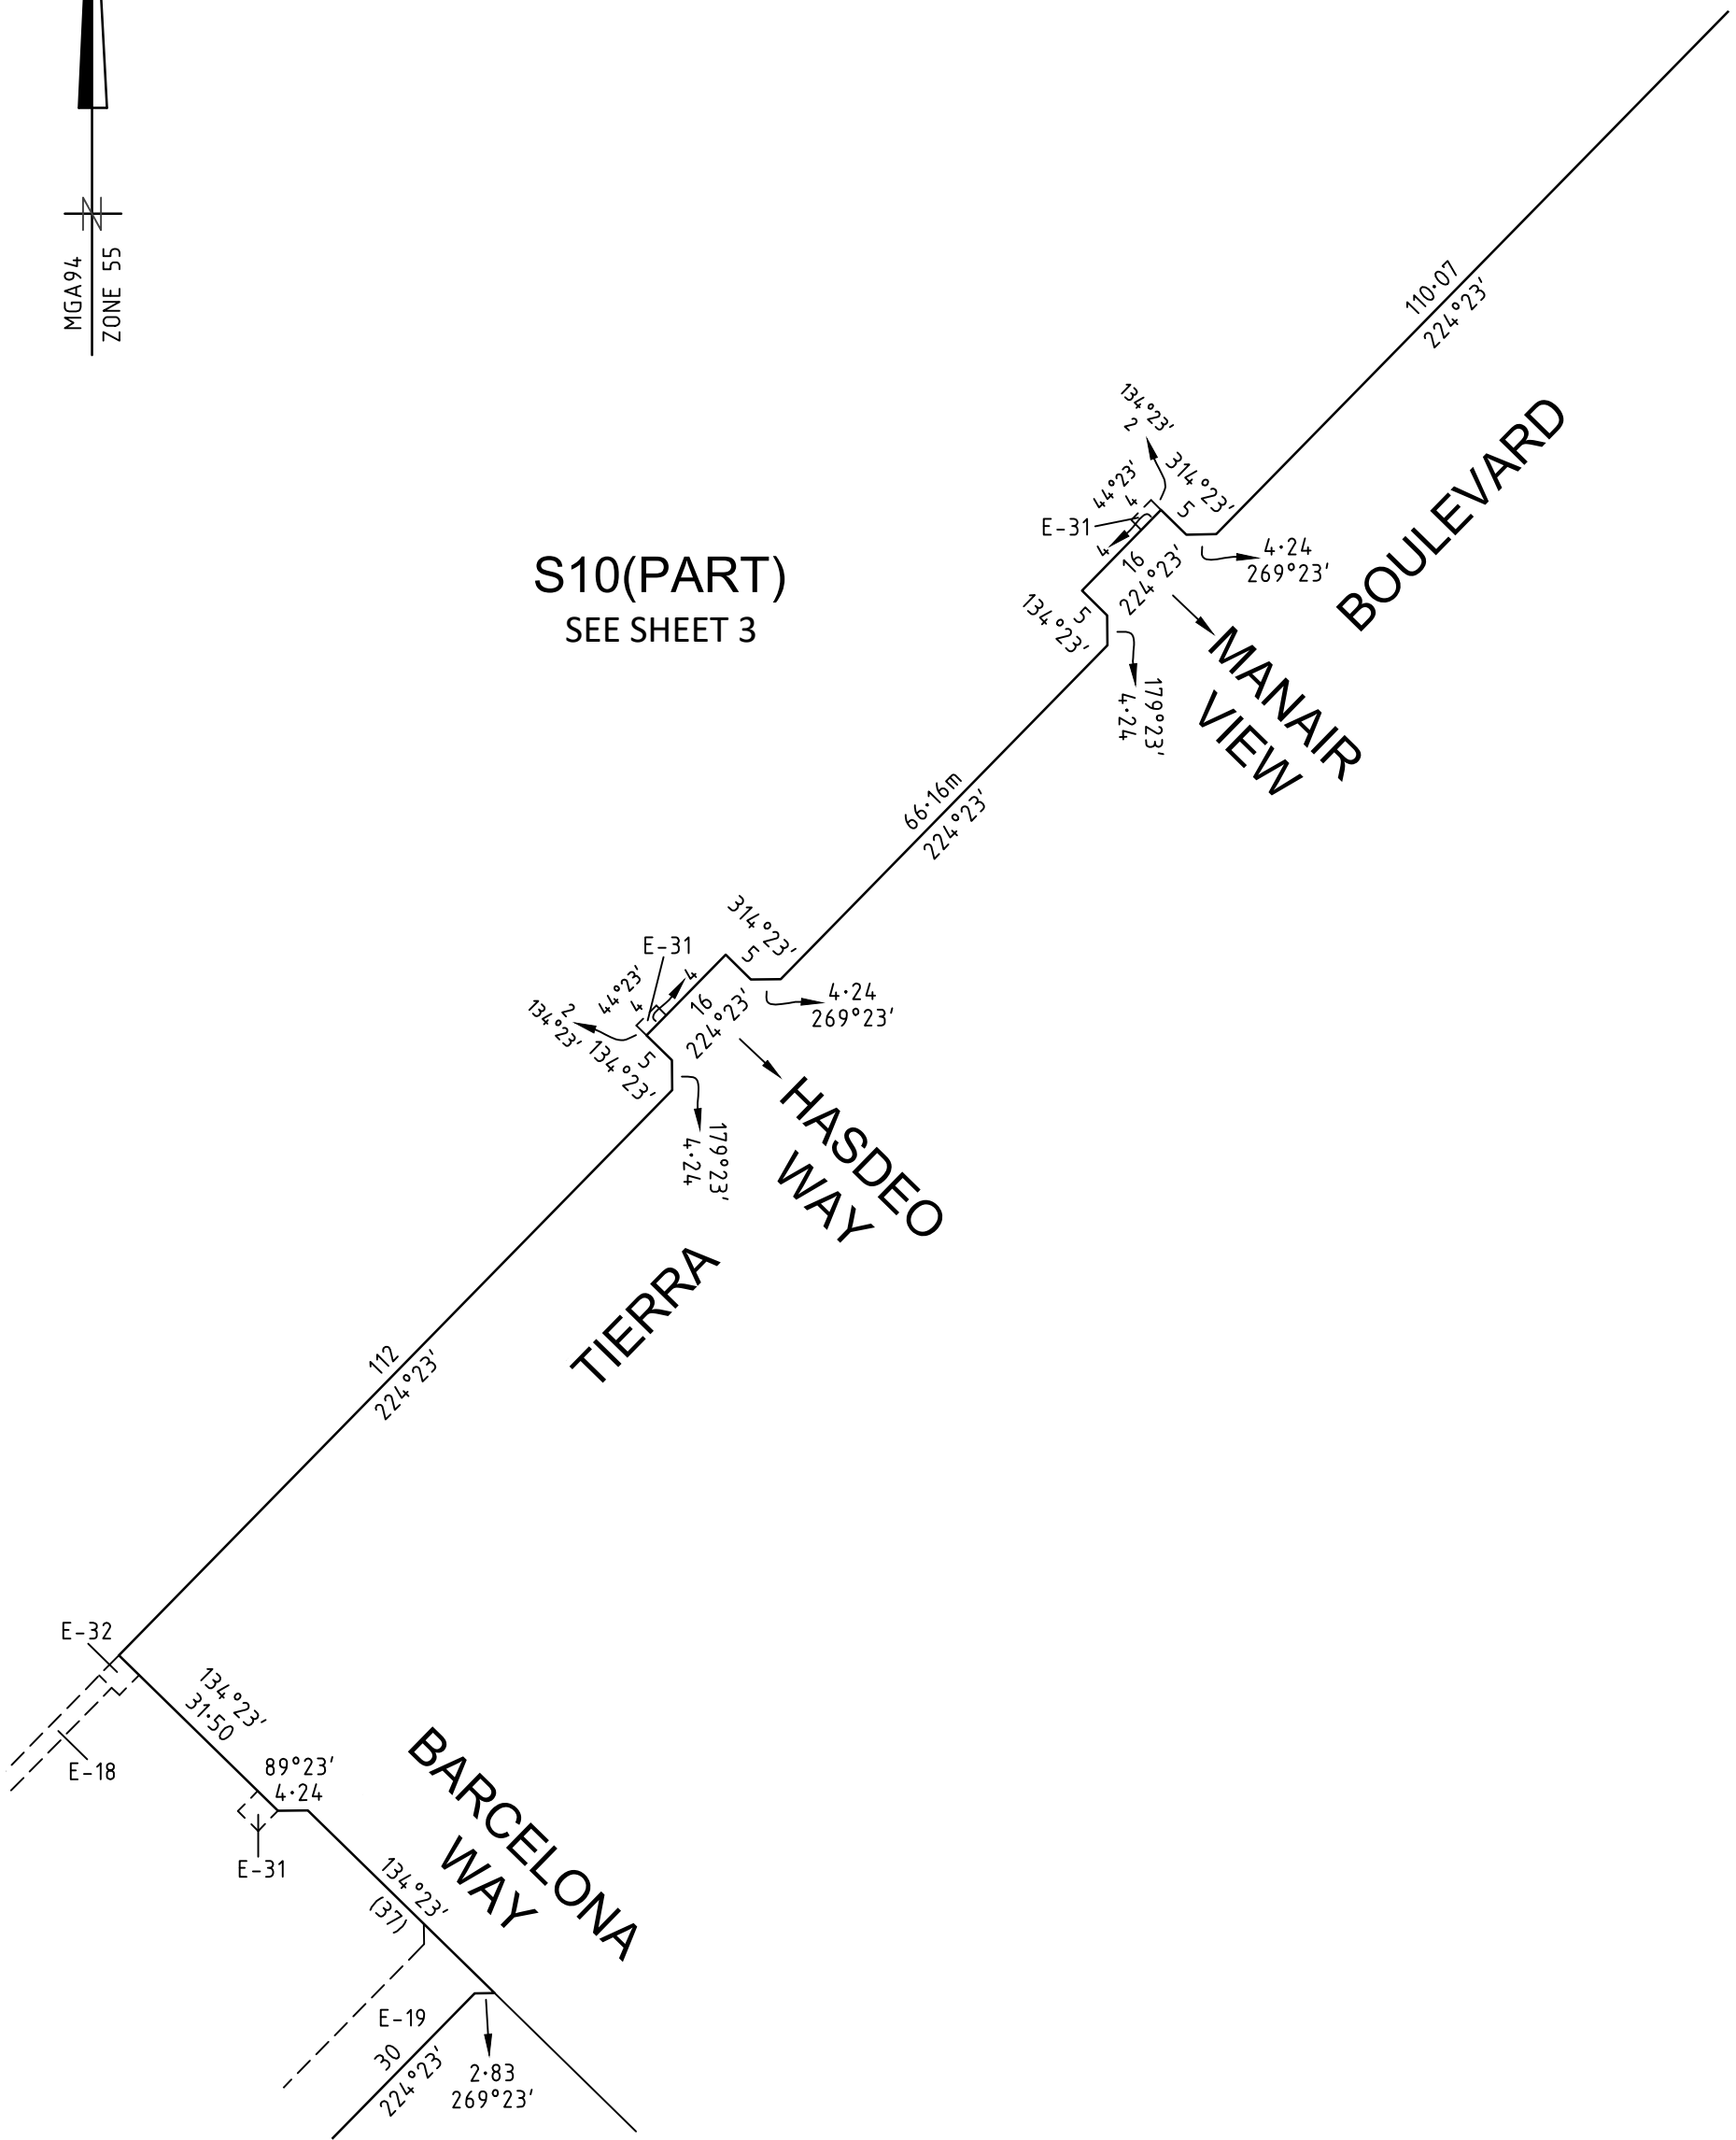 MGA94
ZONE 55
110·07
224°23'
BOULEVARD
134°23'
2
314°23'
5
44°23'
4
E-31
4
16
224°23'
4·24
269°23'
S10(PART)
SEE SHEET 3
5
134°23'
MANAIR
VIEW
179°23'
4·24
66·16m
224°23'
314°23'
5
E-31
4
44°23'
4
2
134°23'
16
224°23'
4·24
269°23'
5
134°23'
HASDEO
WAY
179°23'
4·24
TIERRA
112
224°23'
E-32
134°23'
31·50
E-18
89°23'
4·24
BARCELONA
WAY
E-31
134°23'
(37)
E-19
30
224°23'
2·83
269°23'